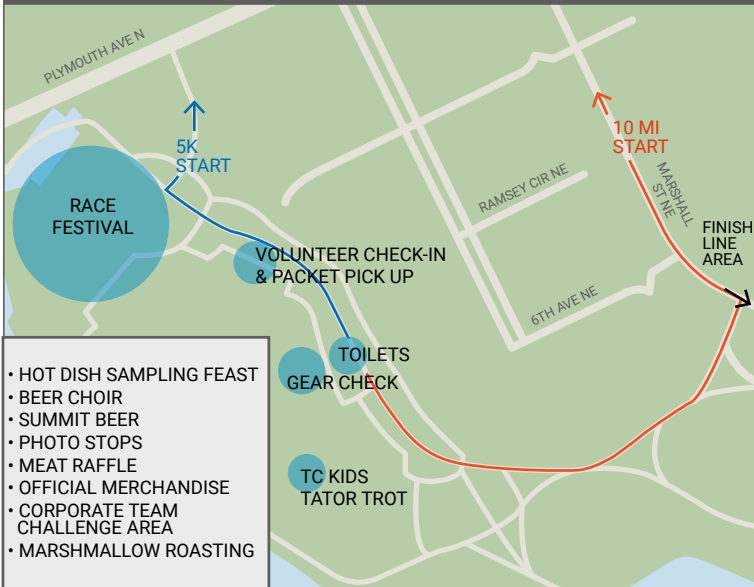 PLYMOUTH AVE N
5K
START
10 MI
START
RAMSEY CIR NE
MARSHALL
ST NE
RACE
FESTIVAL
FINISH
LINE
AREA
VOLUNTEER CHECK-IN
& PACKET PICK UP
6TH AVE NE
TOILETS
GEAR CHECK
TC KIDS
TATOR TROT
• HOT DISH SAMPLING FEAST
• BEER CHOIR
• SUMMIT BEER
• PHOTO STOPS
• MEAT RAFFLE
• OFFICIAL MERCHANDISE
• CORPORATE TEAM
CHALLENGE AREA
• MARSHMALLOW ROASTING